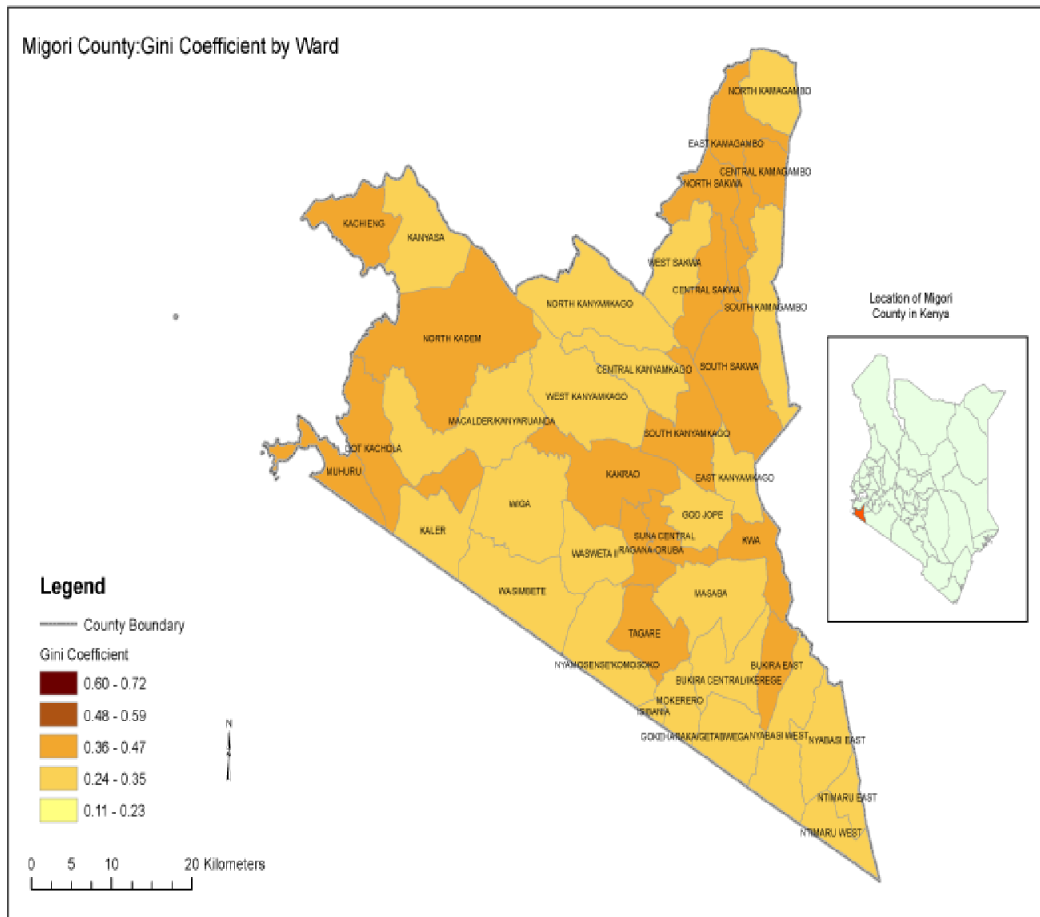 Migori County:Gini Coefficient by Ward
NORTH KAMAGAMBO
EAST KAMAGAMBO
CENTRAL KAMAGAMBO
NORTH SAKWA
KACHIENG
KANYASA
WEST SAKWA
CENTRAL SAKWA
NORTH KANYAMKAGO
SOUTH KAMAGAMBO
NORTH KADEM
CENTRAL KANYAMKAGO
SOUTH SAKWA
WEST KANYAMKAGO
MACALDER/KANYARUANDA
SOUTH KANYAMKAGO
GOT KACHOLA
MUHURU
KAKRAO
EAST KANYAMKAGO
WIGA
GOD JOPE
KALER
SUNA CENTRAL
KWA
RAGANA-ORUBA
WASWETA II
WASIMBETE
MASABA
TAGARE
NYAMOSENSE'KOMOSOKO
BUKIRA EAST
BUKIRA CENTRAL/IKEREGE
MOKERERO
ISIBANIA
GOKEHARAKA/GETABWEGA
NYABASI WEST
NYABASI EAST
NTIMARU EAST
NTIMARU WEST
Location of Migori
County in Kenya
Legend
County Boundary
Gini Coefficient
0.60 - 0.72
0.48 - 0.59
0.36 - 0.47
0.24 - 0.35
0.11 - 0.23
N
0 5 10 20 Kilometers